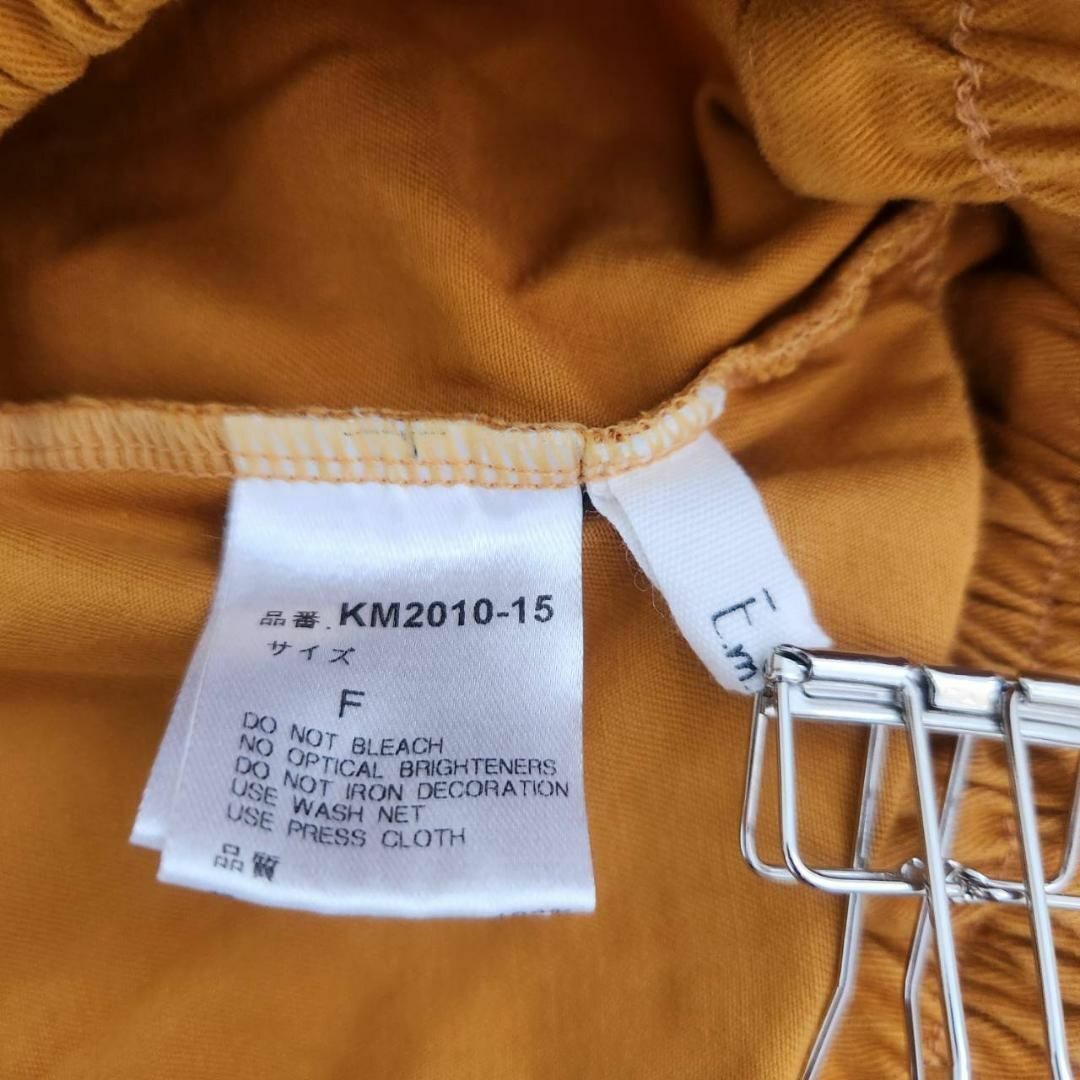 品番. KM2010-15
サイズ
F
DO NOT BLEACH
NO OPTICAL BRIGHTENERS
DO NOT IRON DECORATION
USE WASH NET
USE PRESS CLOTH
品質
E.m.